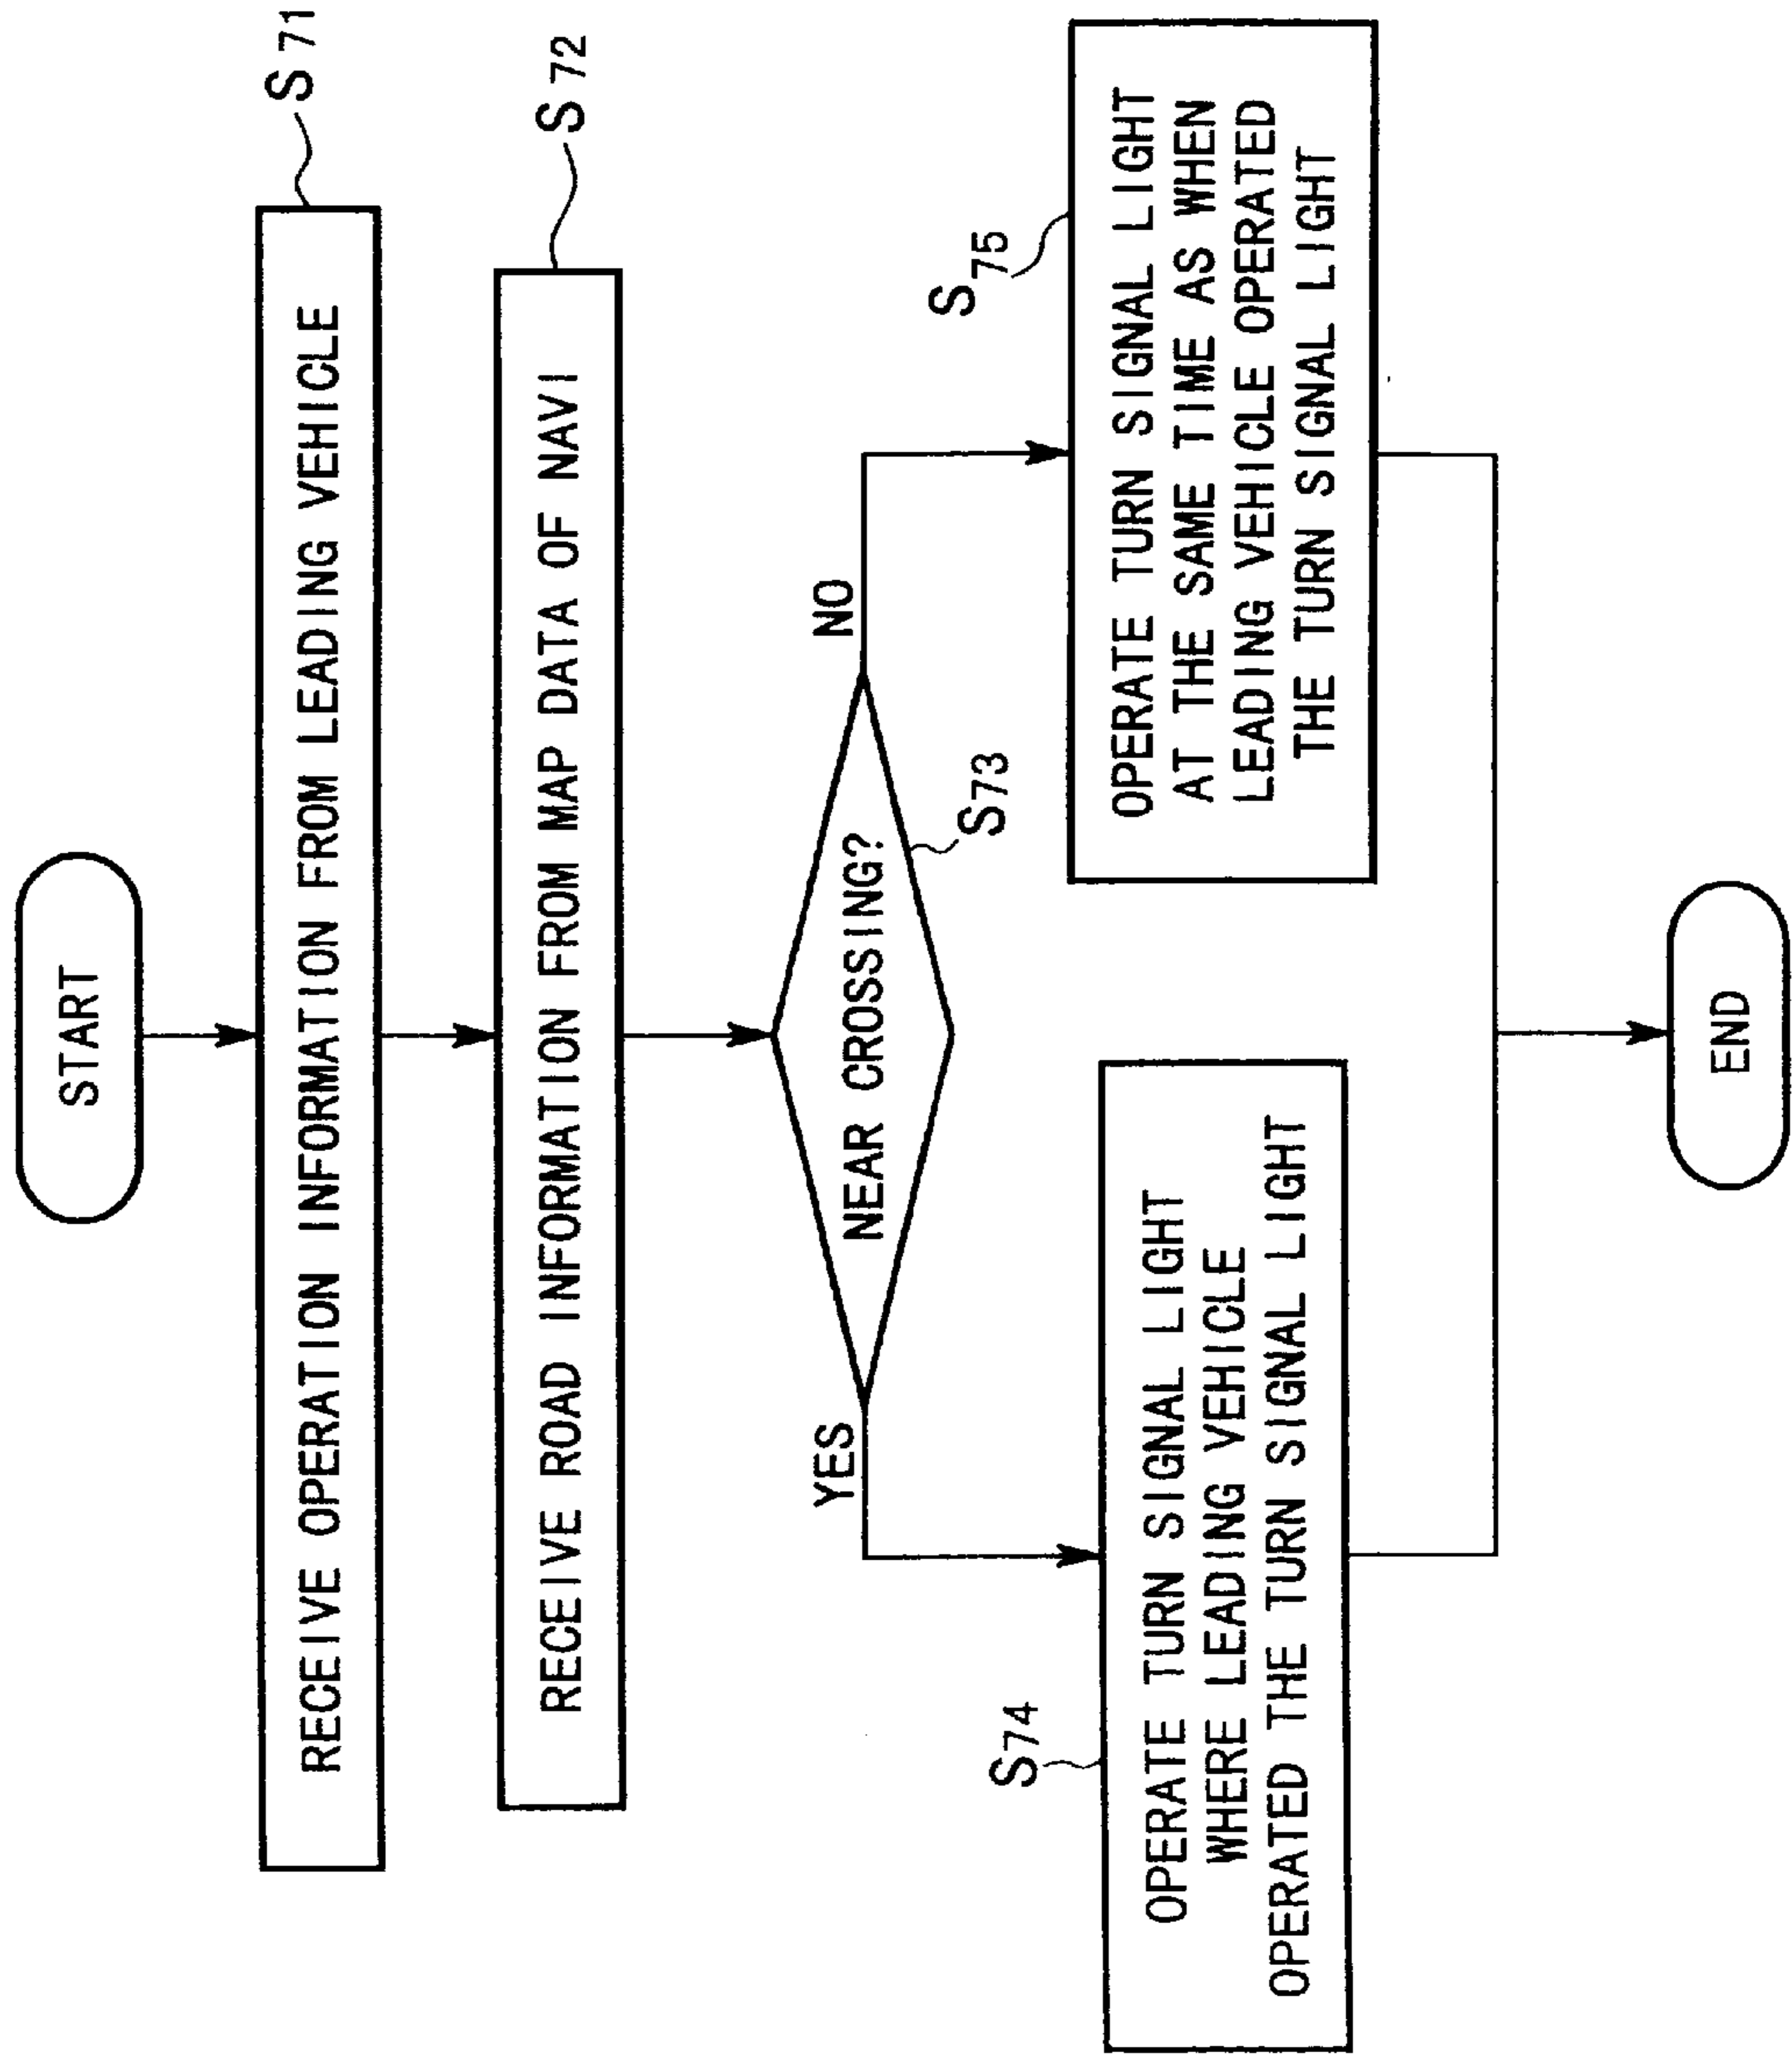 START
S71
RECEIVE OPERATION INFORMATION FROM LEADING VEHICLE
S72
RECEIVE ROAD INFORMATION FROM MAP DATA OF NAVI
NEAR CROSSING?
S73
YES
NO
S74
OPERATE TURN SIGNAL LIGHT
WHERE LEADING VEHICLE
OPERATED THE TURN SIGNAL LIGHT
S75
OPERATE TURN SIGNAL LIGHT
AT THE SAME TIME AS WHEN
LEADING VEHICLE OPERATED
THE TURN SIGNAL LIGHT
END